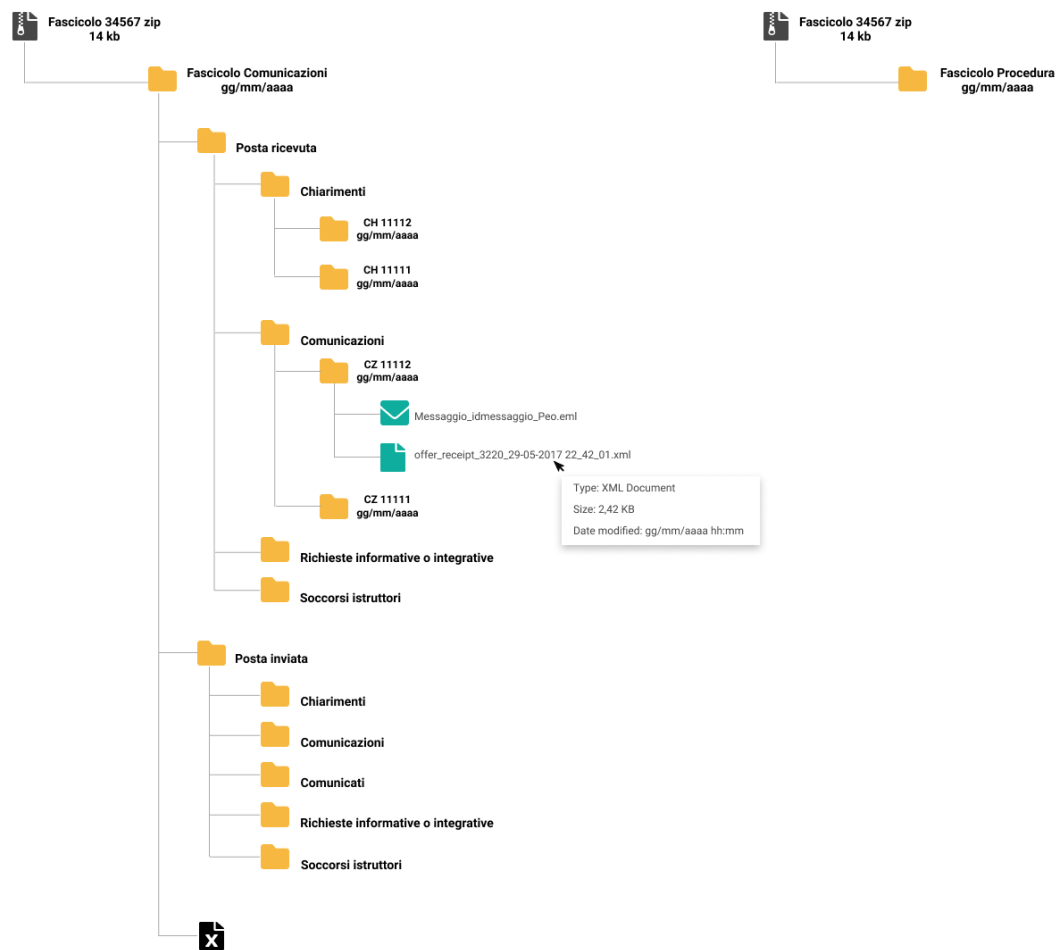 Fascicolo 34567 zip
14 kb
Fascicolo Comunicazioni
gg/mm/aaaa
Posta ricevuta
Chiarimenti
CH 11112
gg/mm/aaaa
CH 11111
gg/mm/aaaa
Comunicazioni
CZ 11112
gg/mm/aaaa
Messaggio_idmessaggio_Peo.eml
offer_receipt_3220_29-05-2017 22_42_01.xml
Type: XML Document
Size: 2,42 KB
Date modified: gg/mm/aaaa hh:mm
CZ 11111
gg/mm/aaaa
Richieste informative o integrative
Soccorsi istruttori
Posta inviata
Chiarimenti
Comunicazioni
Comunicati
Richieste informative o integrative
Soccorsi istruttori
X
Fascicolo 34567 zip
14 kb
Fascicolo Procedura
gg/mm/aaaa